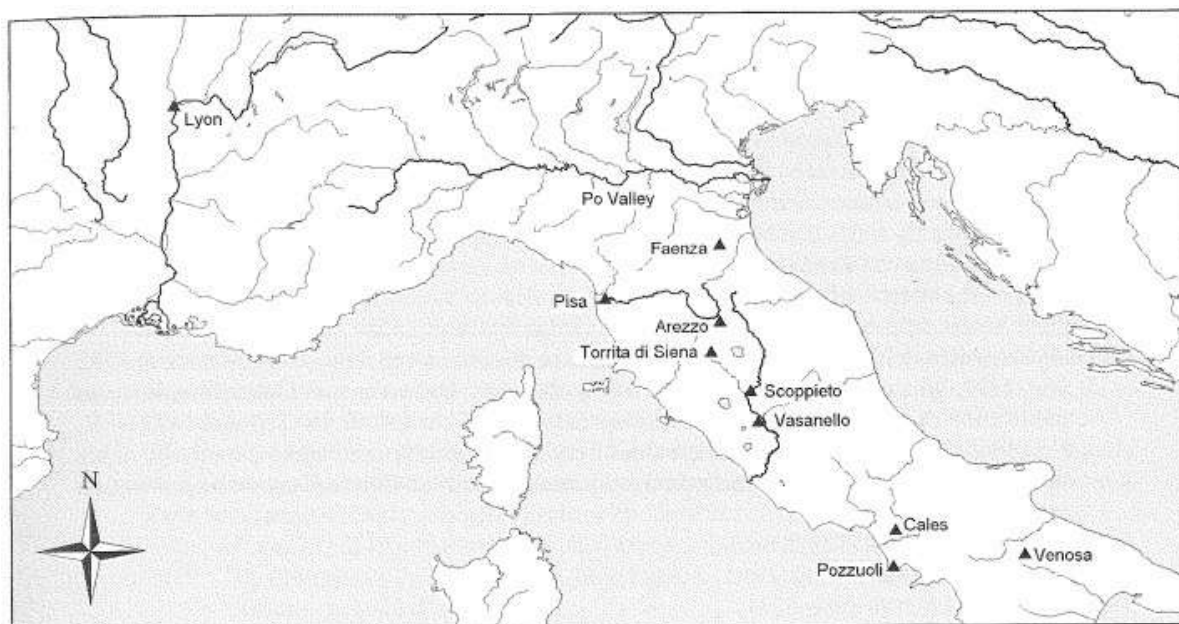 Lyon
Po Valley
Faenza
Pisa
Arezzo
Torrita di Siena
Scoppieto
Vasanello
N
Cales
Venosa
Pozzuoli